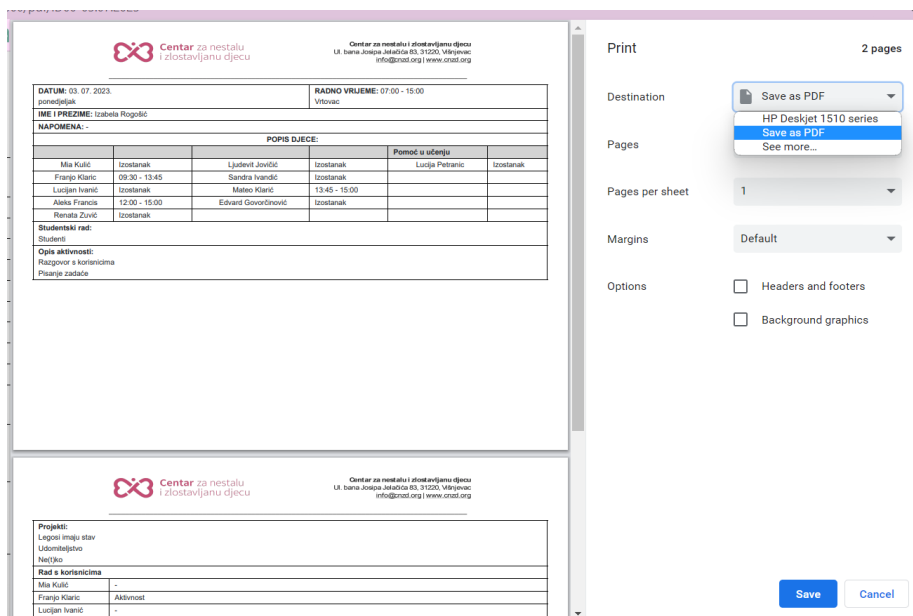 Centar za nestalu
i zlostavljanu djecu
Centar za nestalu i zlostavljanu djecu
Ul. bana Josipa Jelačića 83, 31220, Višnjevac
info@cnzd.org | www.cnzd.org
DATUM: 03. 07. 2023.
ponedjeljak
RADNO VRIJEME: 07:00 - 15:00
Vrtovac
IME I PREZIME: Izabela Rogošić
NAPOMENA: -
POPIS DJECE:
Pomoć u učenju
Mia Kulić Izostanak Ljudevit Jovičić Izostanak Lucija Petranic Izostanak
Franjo Klaric 09:30 - 13:45 Sandra Ivandić Izostanak
Lucijan Ivanić Izostanak Mateo Klarić 13:45 - 15:00
Aleks Francis 12:00 - 15:00 Edvard Govorčinović Izostanak
Renata Zuvić Izostanak
Studentski rad:
Studenti
Opis aktivnosti:
Razgovor s korisnicima
Pisanje zadaće
Centar za nestalu
i zlostavljanu djecu
Centar za nestalu i zlostavljanu djecu
Ul. bana Josipa Jelačića 83, 31220, Višnjevac
info@cnzd.org | www.cnzd.org
Projekti:
Legosi imaju stav
Udomiteljstvo
Ne(t)ko
Rad s korisnicima
Mia Kulić -
Franjo Klaric Aktivnost
Lucijan Ivanić -
Print 2 pages
Destination Save as PDF
HP Deskjet 1510 series
Save as PDF
See more...
Pages
Pages per sheet 1
Margins Default
Options Headers and footers
Background graphics
Save Cancel